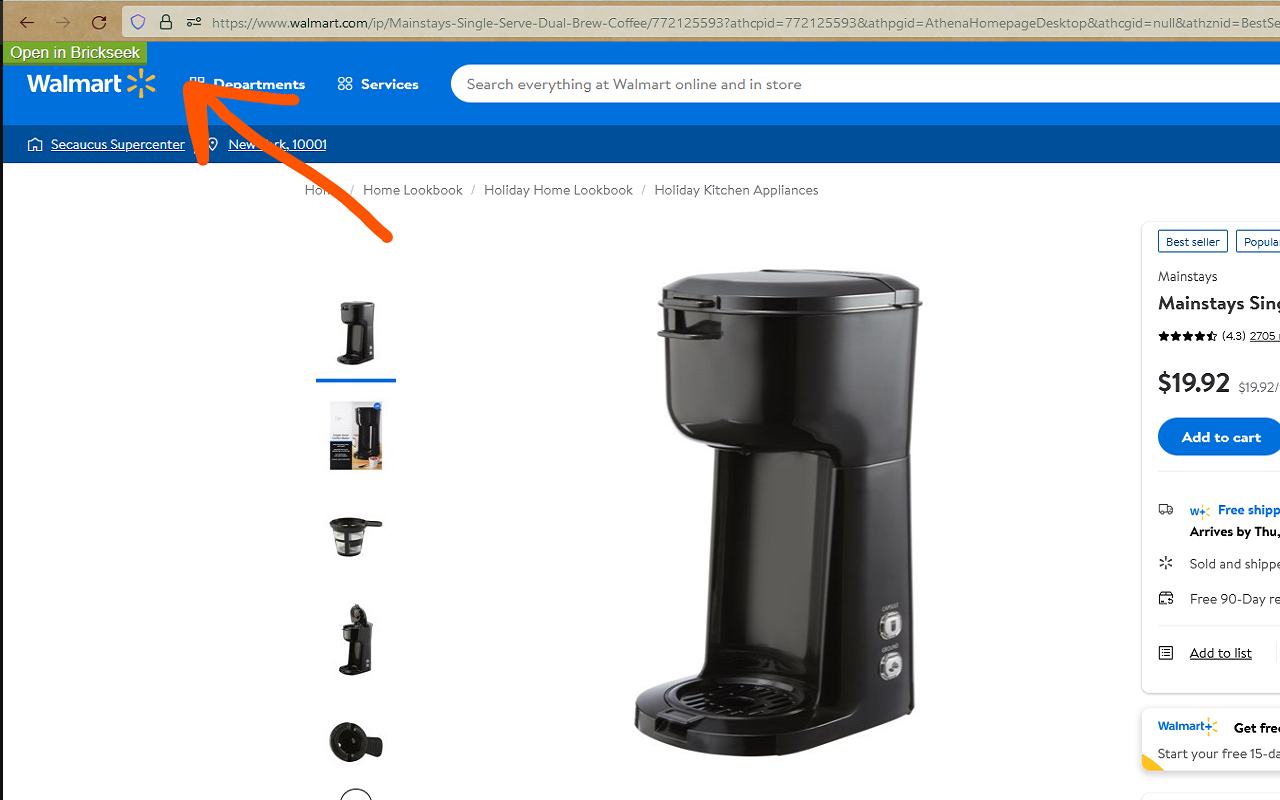 https://www.walmart.com/ip/Mainstays-Single-Serve-Dual-Brew-Coffee/772125593?athcpid=772125593&athpgid=AthenaHomepageDesktop&athcgid=null&athznid=BestSe
Open in Brickseek
Walmart Departments Services Search everything at Walmart online and in store
Secaucus Supercenter New York, 10001
Home / Home Lookbook / Holiday Home Lookbook / Holiday Kitchen Appliances
Best seller Popula
Mainstays
Mainstays Sing
(4.3) 2705
$19.92 $19.92/
Add to cart
W+ Free shipp
Arrives by Thu,
Sold and shippe
Free 90-Day re
CAPSULE
GROUND
Add to list
Walmart+ Get free
Start your free 15-da